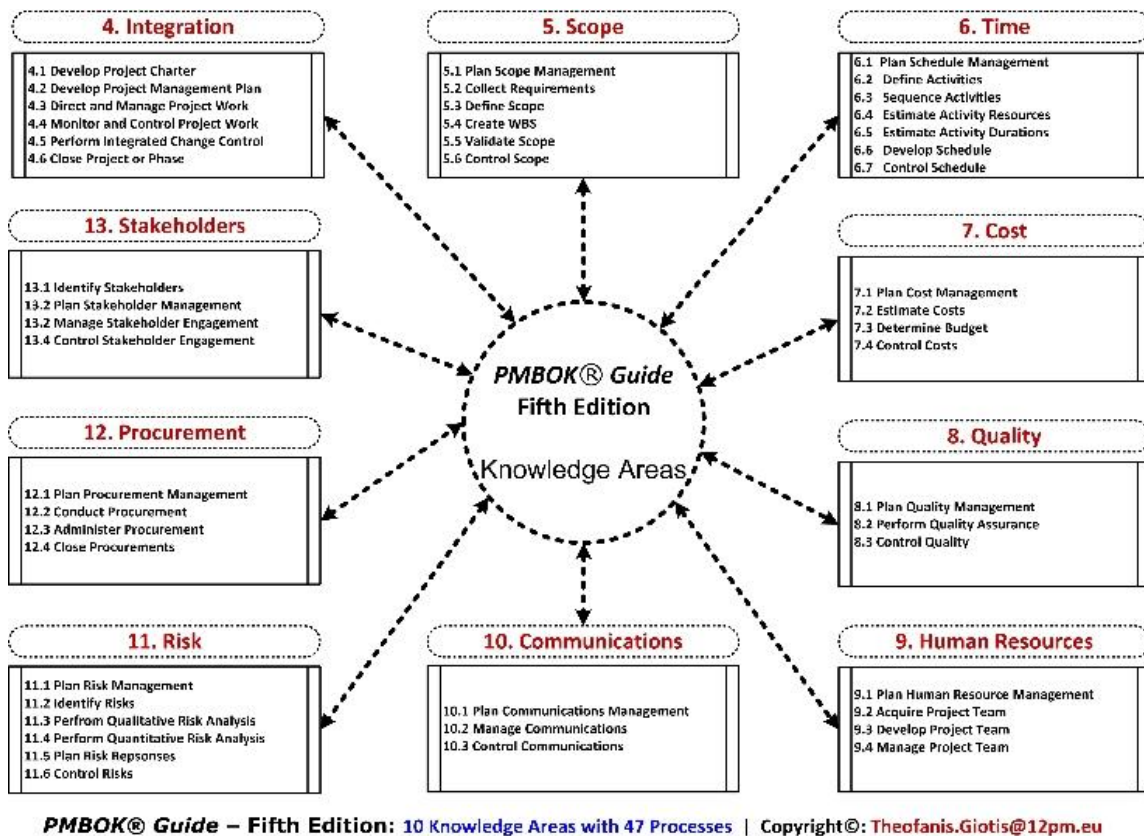 4. Integration
4.1 Develop Project Charter
4.2 Develop Project Management Plan
4.3 Direct and Manage Project Work
4.4 Monitor and Control Project Work
4.5 Perform Integrated Change Control
4.6 Close Project or Phase
5. Scope
5.1 Plan Scope Management
5.2 Collect Requirements
5.3 Define Scope
5.4 Create WBS
5.5 Validate Scope
5.6 Control Scope
6. Time
6.1 Plan Schedule Management
6.2 Define Activities
6.3 Sequence Activities
6.4 Estimate Activity Resources
6.5 Estimate Activity Durations
6.6 Develop Schedule
6.7 Control Schedule
13. Stakeholders
13.1 Identify Stakeholders
13.2 Plan Stakeholder Management
13.2 Manage Stakeholder Engagement
13.4 Control Stakeholder Engagement
7. Cost
7.1 Plan Cost Management
7.2 Estimate Costs
7.3 Determine Budget
7.4 Control Costs
PMBOK® Guide
Fifth Edition
Knowledge Areas
12. Procurement
12.1 Plan Procurement Management
12.2 Conduct Procurement
12.3 Administer Procurement
12.4 Close Procurements
8. Quality
8.1 Plan Quality Management
8.2 Perform Quality Assurance
8.3 Control Quality
11. Risk
11.1 Plan Risk Management
11.2 Identify Risks
11.3 Perfrom Qualitative Risk Analysis
11.4 Perform Quantitative Risk Analysis
11.5 Plan Risk Repsonses
11.6 Control Risks
10. Communications
10.1 Plan Communications Management
10.2 Manage Communications
10.3 Control Communications
9. Human Resources
9.1 Plan Human Resource Management
9.2 Acquire Project Team
9.3 Develop Project Team
9.4 Manage Project Team
PMBOK® Guide – Fifth Edition: 10 Knowledge Areas with 47 Processes | Copyright©: Theofanis.Giotis@12pm.eu